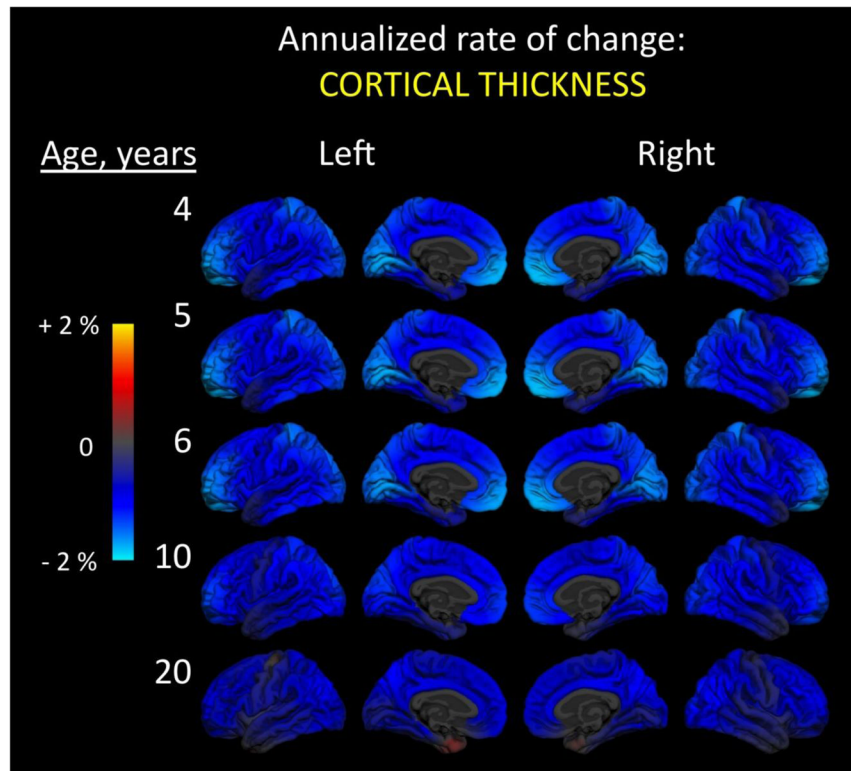 Annualized rate of change:
CORTICAL THICKNESS
Age, years
Left
Right
4
5
+ 2 %
0
6
- 2 %
10
20